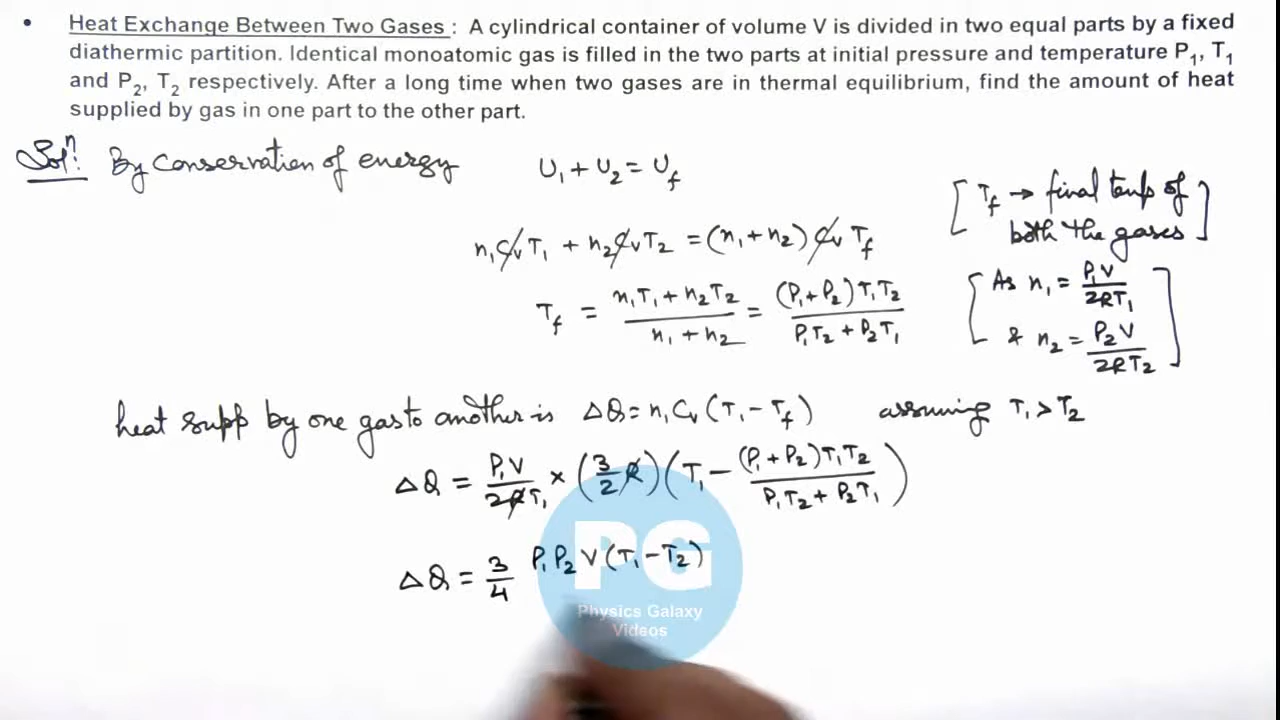 • Heat Exchange Between Two Gases : A cylindrical container of volume V is divided in two equal parts by a fixed
diathermic partition. Identical monoatomic gas is filled in the two parts at initial pressure and temperature P₁, T₁
and P₂, T₂ respectively. After a long time when two gases are in thermal equilibrium, find the amount of heat
supplied by gas in one part to the other part.
Solⁿ: By Conservation of energy U₁ + U₂ = U_f
[ T_f → final temp of
both the gases ]
n₁CᵥT₁ + n₂CᵥT₂ = (n₁ + n₂) Cᵥ T_f
T_f = (n₁T₁ + n₂T₂)/(n₁ + n₂) = (P₁+P₂)T₁T₂/(P₁T₂ + P₂T₁)
[ As n₁ = P₁V/2RT₁
& n₂ = P₂V/2RT₂ ]
heat supp by one gas to another is ΔQ = n₁Cᵥ(T₁ – T_f) assuming T₁ > T₂
ΔQ = P₁V/2RT₁ × (3/2 R)(T₁ – (P₁+P₂)T₁T₂/(P₁T₂ + P₂T₁))
ΔQ = 3/4 P₁P₂V(T₁–T₂)
PG
Physics Galaxy
Videos